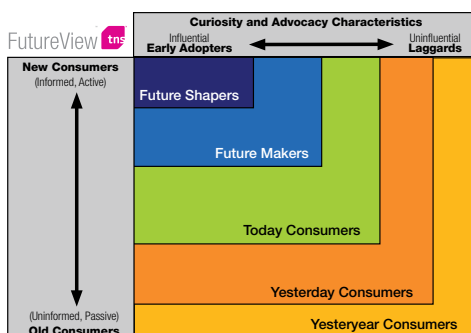 Curiosity and Advocacy Characteristics
Influential
Early Adopters
Uninfluential
Laggards
FutureView tns
New Consumers
(Informed, Active)
Future Shapers
Future Makers
Today Consumers
Yesterday Consumers
(Uninformed, Passive)
Old Consumers
Yesteryear Consumers